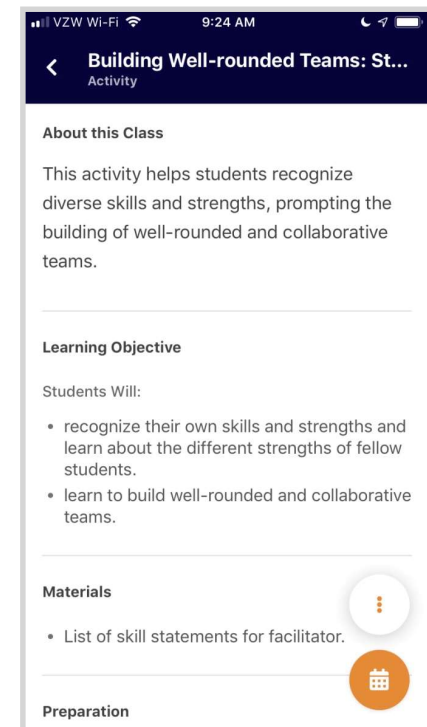 VZW Wi-Fi 9:24 AM
Building Well-rounded Teams: St...
Activity
About this Class
This activity helps students recognize
diverse skills and strengths, prompting the
building of well-rounded and collaborative
teams.
Learning Objective
Students Will:
• recognize their own skills and strengths and
learn about the different strengths of fellow
students.
• learn to build well-rounded and collaborative
teams.
Materials
• List of skill statements for facilitator.
Preparation